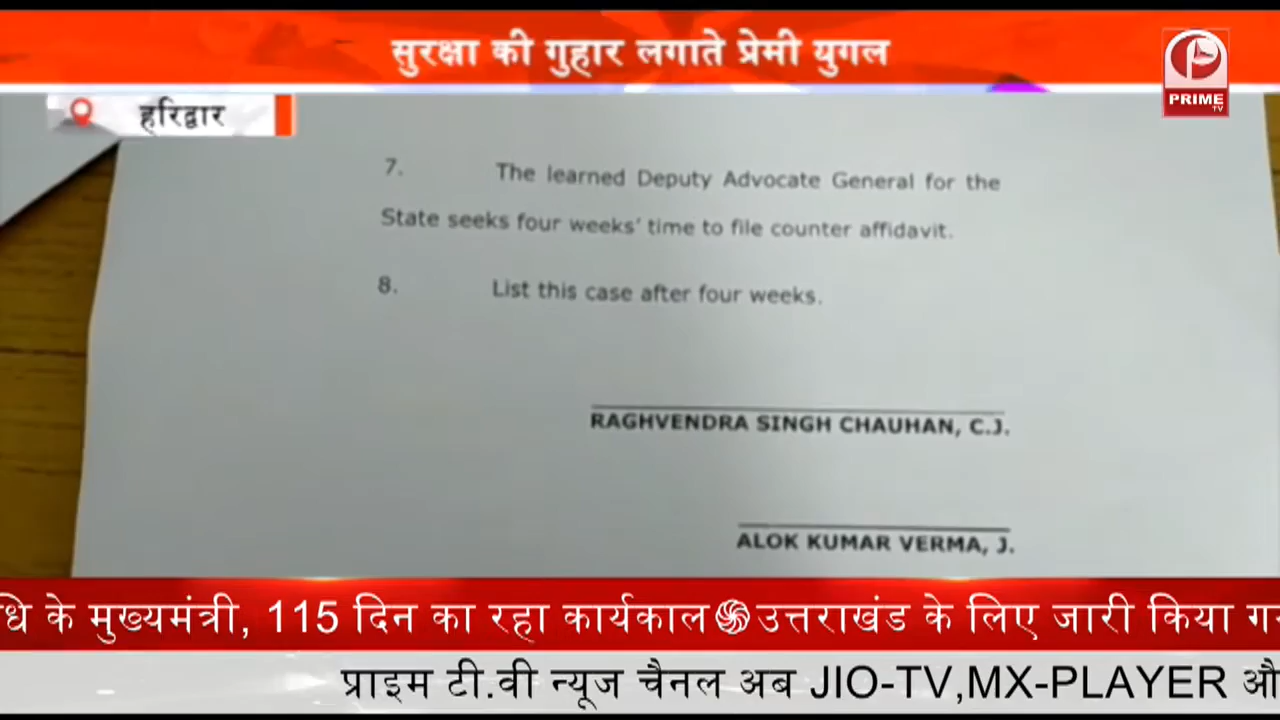 सुरक्षा की गुहार लगाते प्रेमी युगल
PRIME
TV
हरिद्वार
7. The learned Deputy Advocate General for the
State seeks four weeks' time to file counter affidavit.
8. List this case after four weeks.
RAGHVENDRA SINGH CHAUHAN, C.J.
ALOK KUMAR VERMA, J.
के मुख्यमंत्री, 115 दिन का रहा कार्यकाल उत्तराखंड के लिए जारी किया
प्राइम टी.वी न्यूज चैनल अब JIO-TV,MX-PLAYER